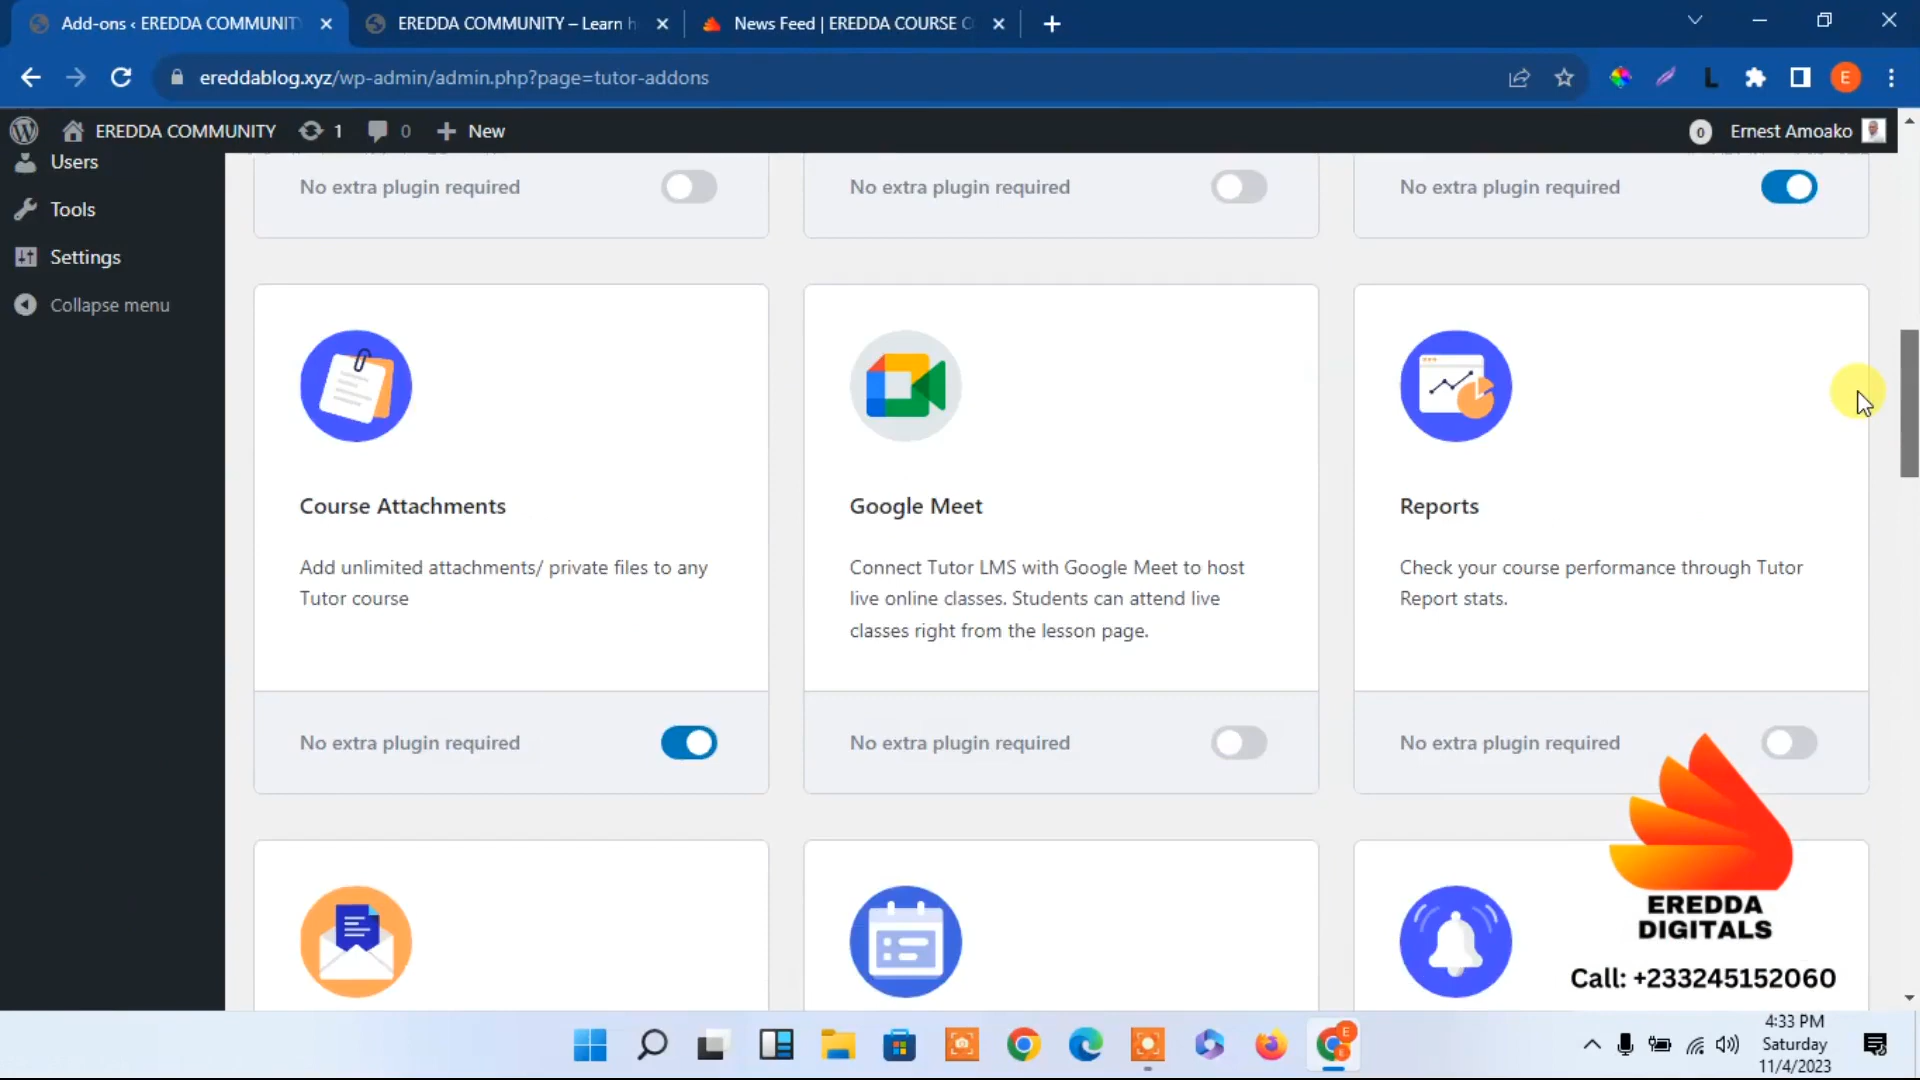 Add-ons ‹ EREDDA COMMUNIT
EREDDA COMMUNITY – Learn h
News Feed | EREDDA COURSE C
ereddablog.xyz/wp-admin/admin.php?page=tutor-addons
E
EREDDA COMMUNITY
1
0
New
0
Ernest Amoako
Users
Tools
Settings
Collapse menu
No extra plugin required
No extra plugin required
No extra plugin required
Course Attachments
Google Meet
Reports
Add unlimited attachments/ private files to any
Tutor course
Connect Tutor LMS with Google Meet to host
live online classes. Students can attend live
classes right from the lesson page.
Check your course performance through Tutor
Report stats.
No extra plugin required
No extra plugin required
No extra plugin required
EREDDA
DIGITALS
Call: +233245152060
4:33 PM
Saturday
11/4/2023